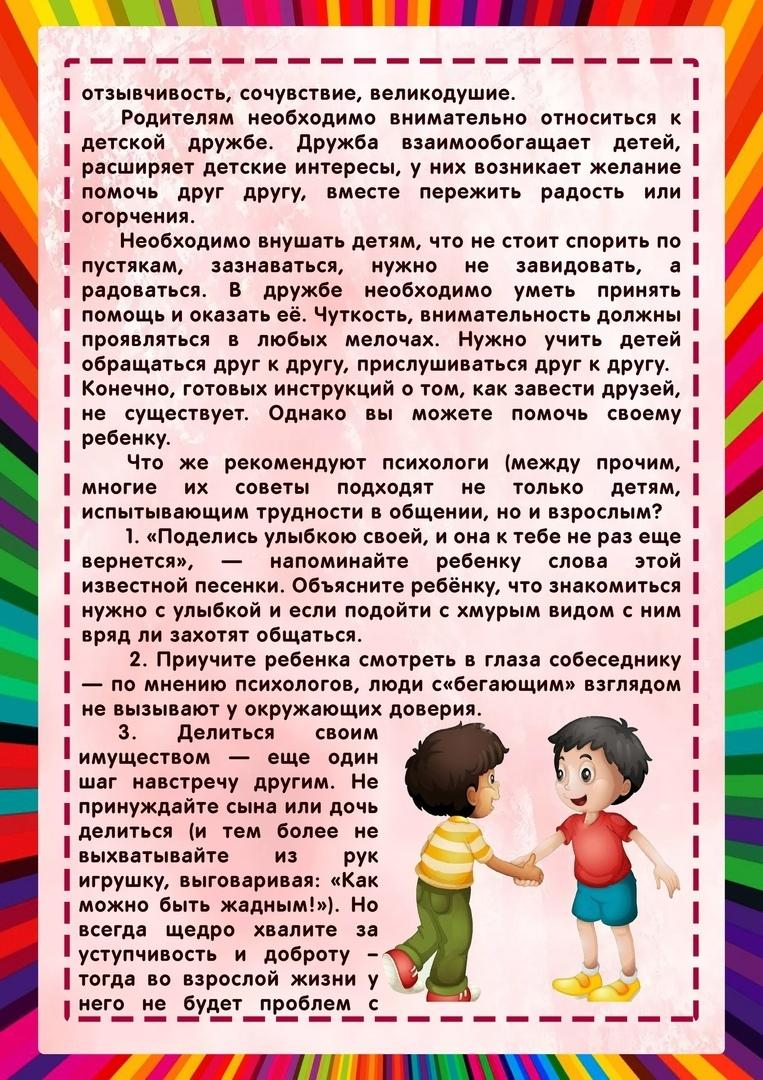 отзывчивость, сочувствие, великодушие.
Родителям необходимо внимательно относиться к
детской дружбе. Дружба взаимообогащает детей,
расширяет детские интересы, у них возникает желание
помочь друг другу, вместе пережить радость или
огорчения.
Необходимо внушать детям, что не стоит спорить по
пустякам, зазнаваться, нужно не завидовать, а
радоваться. В дружбе необходимо уметь принять
помощь и оказать её. Чуткость, внимательность должны
проявляться в любых мелочах. Нужно учить детей
обращаться друг к другу, прислушиваться друг к другу.
Конечно, готовых инструкций о том, как завести друзей,
не существует. Однако вы можете помочь своему
ребенку.
Что же рекомендуют психологи (между прочим,
многие их советы подходят не только детям,
испытывающим трудности в общении, но и взрослым?
1. «Поделись улыбкою своей, и она к тебе не раз еще
вернется», — напоминайте ребенку слова этой
известной песенки. Объясните ребёнку, что знакомиться
нужно с улыбкой и если подойти с хмурым видом с ним
вряд ли захотят общаться.
2. Приучите ребенка смотреть в глаза собеседнику
— по мнению психологов, люди с«бегающим» взглядом
не вызывают у окружающих доверия.
3. Делиться своим
имуществом — еще один
шаг навстречу другим. Не
принуждайте сына или дочь
делиться (и тем более не
выхватывайте из рук
игрушку, выговаривая: «Как
можно быть жадным!»). Но
всегда щедро хвалите за
уступчивость и доброту –
тогда во взрослой жизни у
него не будет проблем с